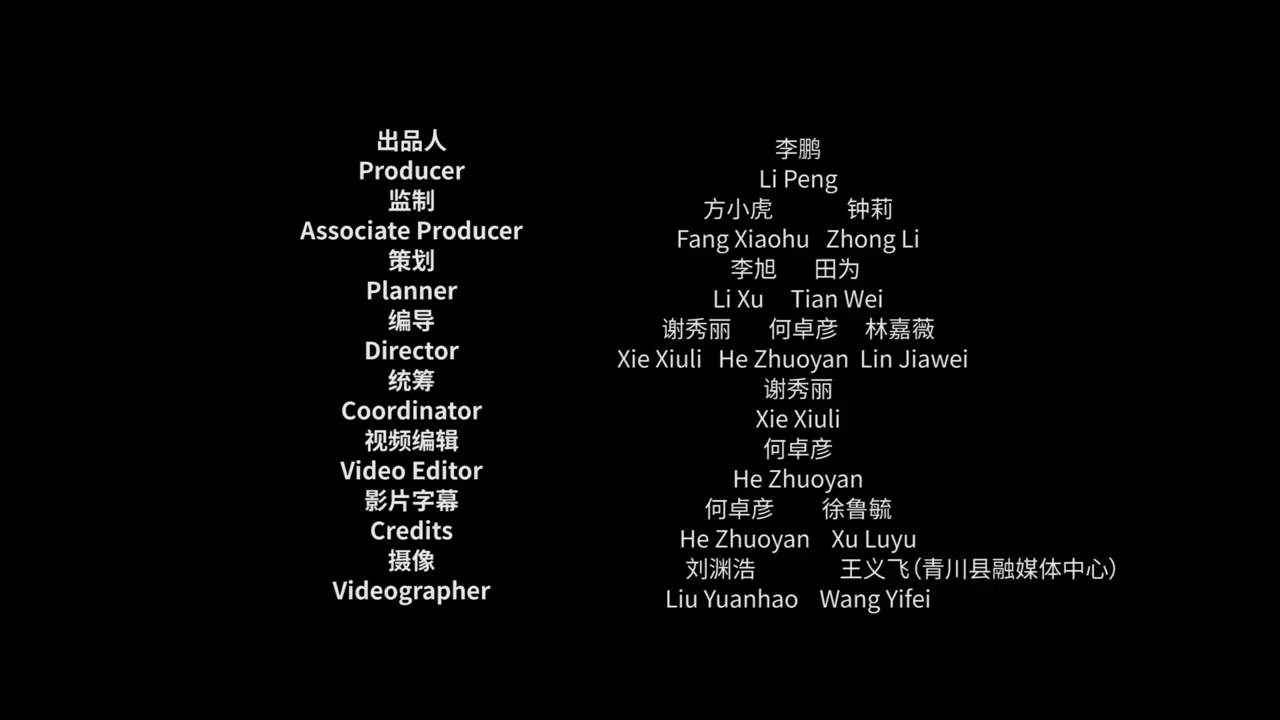 出品人
李鹏
Producer
Li Peng
监制
方小虎 钟莉
Associate Producer
Fang Xiaohu Zhong Li
策划
李旭 田为
Planner
Li Xu Tian Wei
编导
谢秀丽 何卓彦 林嘉薇
Director
Xie Xiuli He Zhuoyan Lin Jiawei
统筹
谢秀丽
Coordinator
Xie Xiuli
视频编辑
何卓彦
Video Editor
He Zhuoyan
影片字幕
何卓彦 徐鲁毓
Credits
He Zhuoyan Xu Luyu
摄像
刘渊浩 王义飞(青川县融媒体中心)
Videographer
Liu Yuanhao Wang Yifei